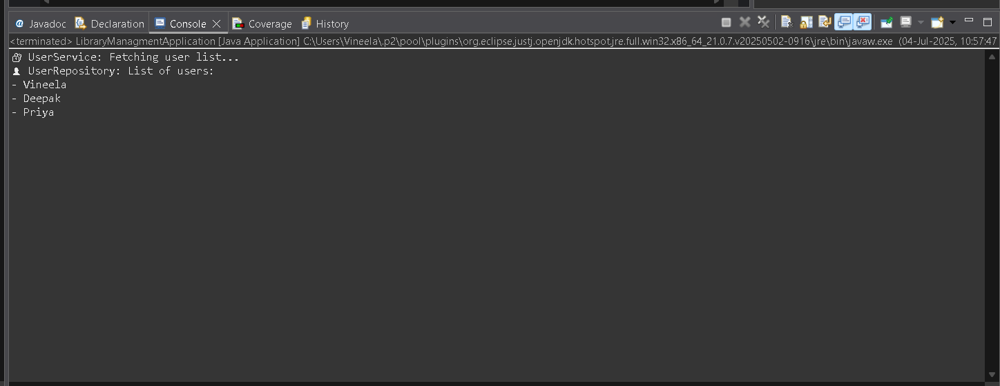 Javadoc Declaration Console Coverage History
<terminated> LibraryManagmentApplication [Java Application] C:\Users\Vineela\.p2\pool\plugins\org.eclipse.justj.openjdk.hotspot.jre.full.win32.x86_64_21.0.7.v20250502-0916\jre\bin\javaw.exe (04-Jul-2025, 10:57:47
UserService: Fetching user list...
UserRepository: List of users:
- Vineela
- Deepak
- Priya